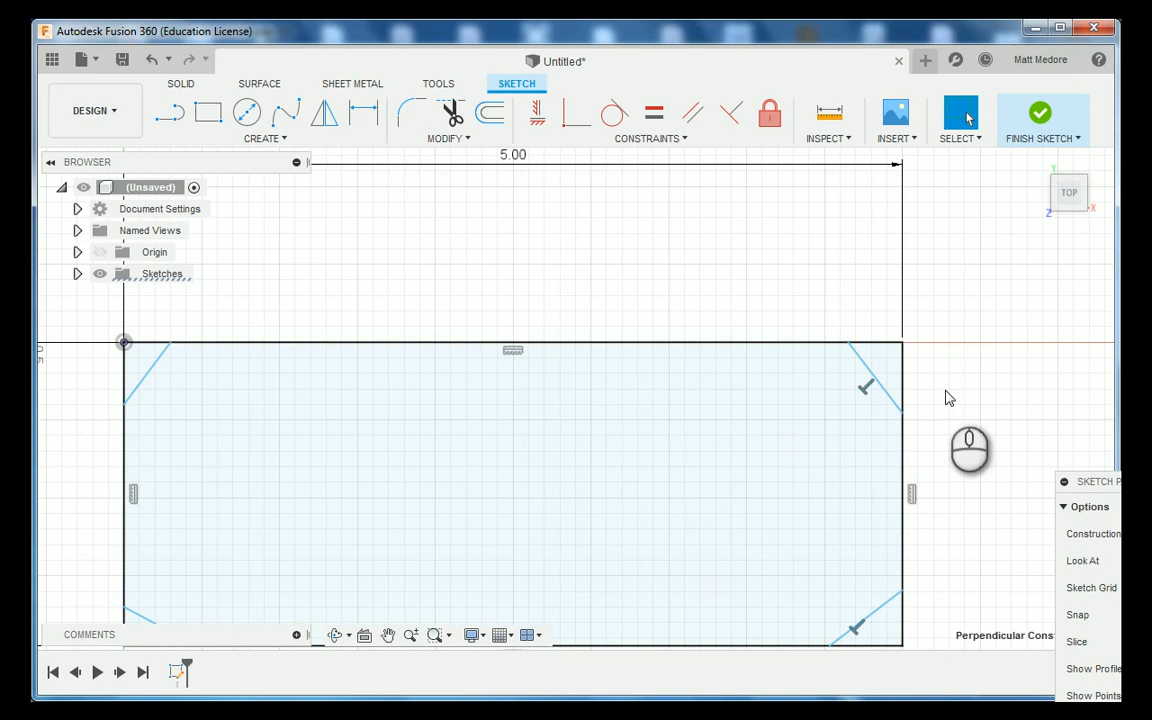 Autodesk Fusion 360 (Education License)
Untitled*
Matt Medore
SOLID SURFACE SHEET METAL TOOLS SKETCH
DESIGN
CREATE MODIFY CONSTRAINTS INSPECT INSERT SELECT FINISH SKETCH
BROWSER
5.00
(Unsaved)
TOP
Y
X
Z
Document Settings
Named Views
Origin
Sketches
SKETCH P
Options
Construction
Look At
Sketch Grid
Snap
Slice
Show Profile
Show Points
COMMENTS
Perpendicular Cons